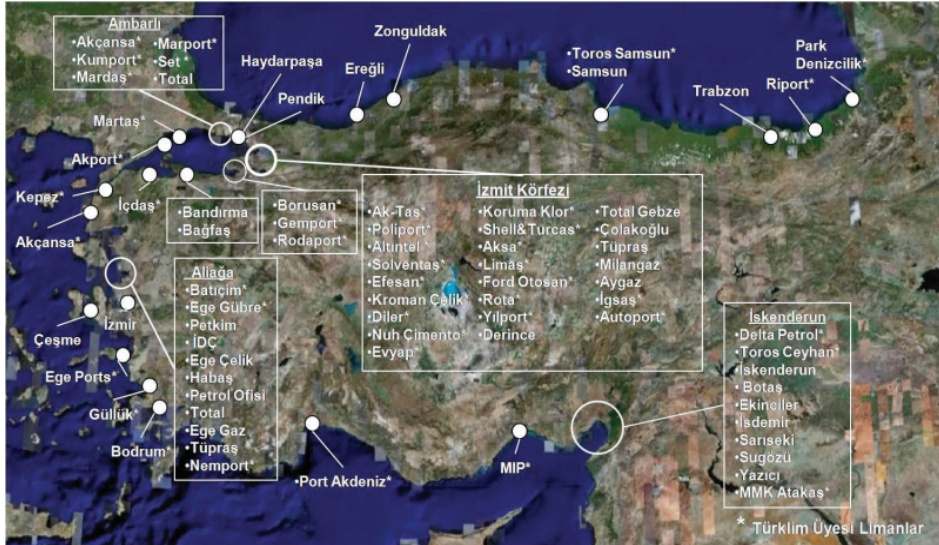 Ambarlı
•Akçansa* •Marport*
•Kumport* •Set*
•Mardaş* •Total
Haydarpaşa
Zonguldak
Ereğli
Pendik
•Toros Samsun*
•Samsun
Park
Denizcilik*
Riport*
Trabzon
Martaş*
Akport*
Kepez*
İçdaş*
Akçansa*
•Bandırma
•Bağfaş
•Borusan*
•Gemport*
•Rodaport*
İzmit Körfezi
•Ak-Taş* •Koruma Klor* •Total Gebze
•Poliport* •Shell&Turcas* •Çolakoğlu
•Altıntel* •Aksa* •Tüpraş
•Solventaş* •Limaş* •Milangaz
•Efesan* •Ford Otosan* •Aygaz
•Kroman Çelik* •Rota* •İgsaş
•Diler* •Yılport* •Autoport*
•Nuh Çimento* •Derince
•Evyap*
Aliağa
•Batıçim*
•Ege Gübre*
•Petkim
•İDÇ
•Ege Çelik
•Habaş
•Petrol Ofisi
•Total
•Ege Gaz
•Tüpraş
•Nemport*
İzmir
Çeşme
Ege Ports*
Güllük*
Bodrum*
•Port Akdeniz*
MIP*
İskenderun
•Delta Petrol*
•Toros Ceyhan*
•İskenderun
•Botaş
•Ekinciler
•İsdemir
•Sarıseki
•Sugözü
•Yazıcı
•MMK Atakaş*
* Türklim Üyesi Limanlar